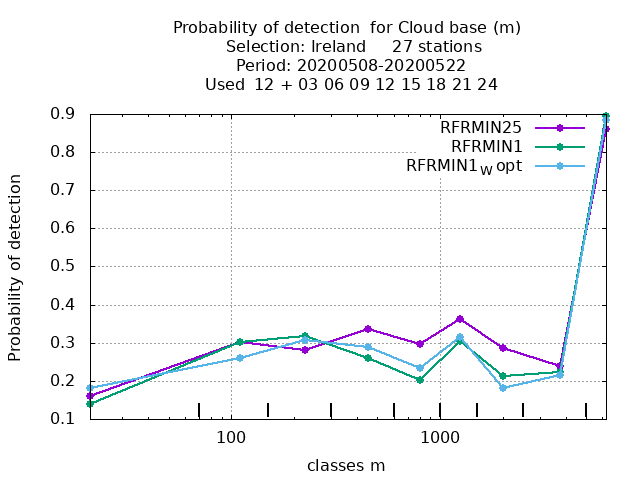 Probability of detection  for Cloud base (m)
Selection: Ireland     27 stations
Period: 20200508-20200522
Used  12 + 03 06 09 12 15 18 21 24
RFRMIN25
RFRMIN1
RFRMIN1w opt
0.9
0.8
0.7
0.6
0.5
0.4
0.3
0.2
0.1
Probability of detection
100
1000
classes m